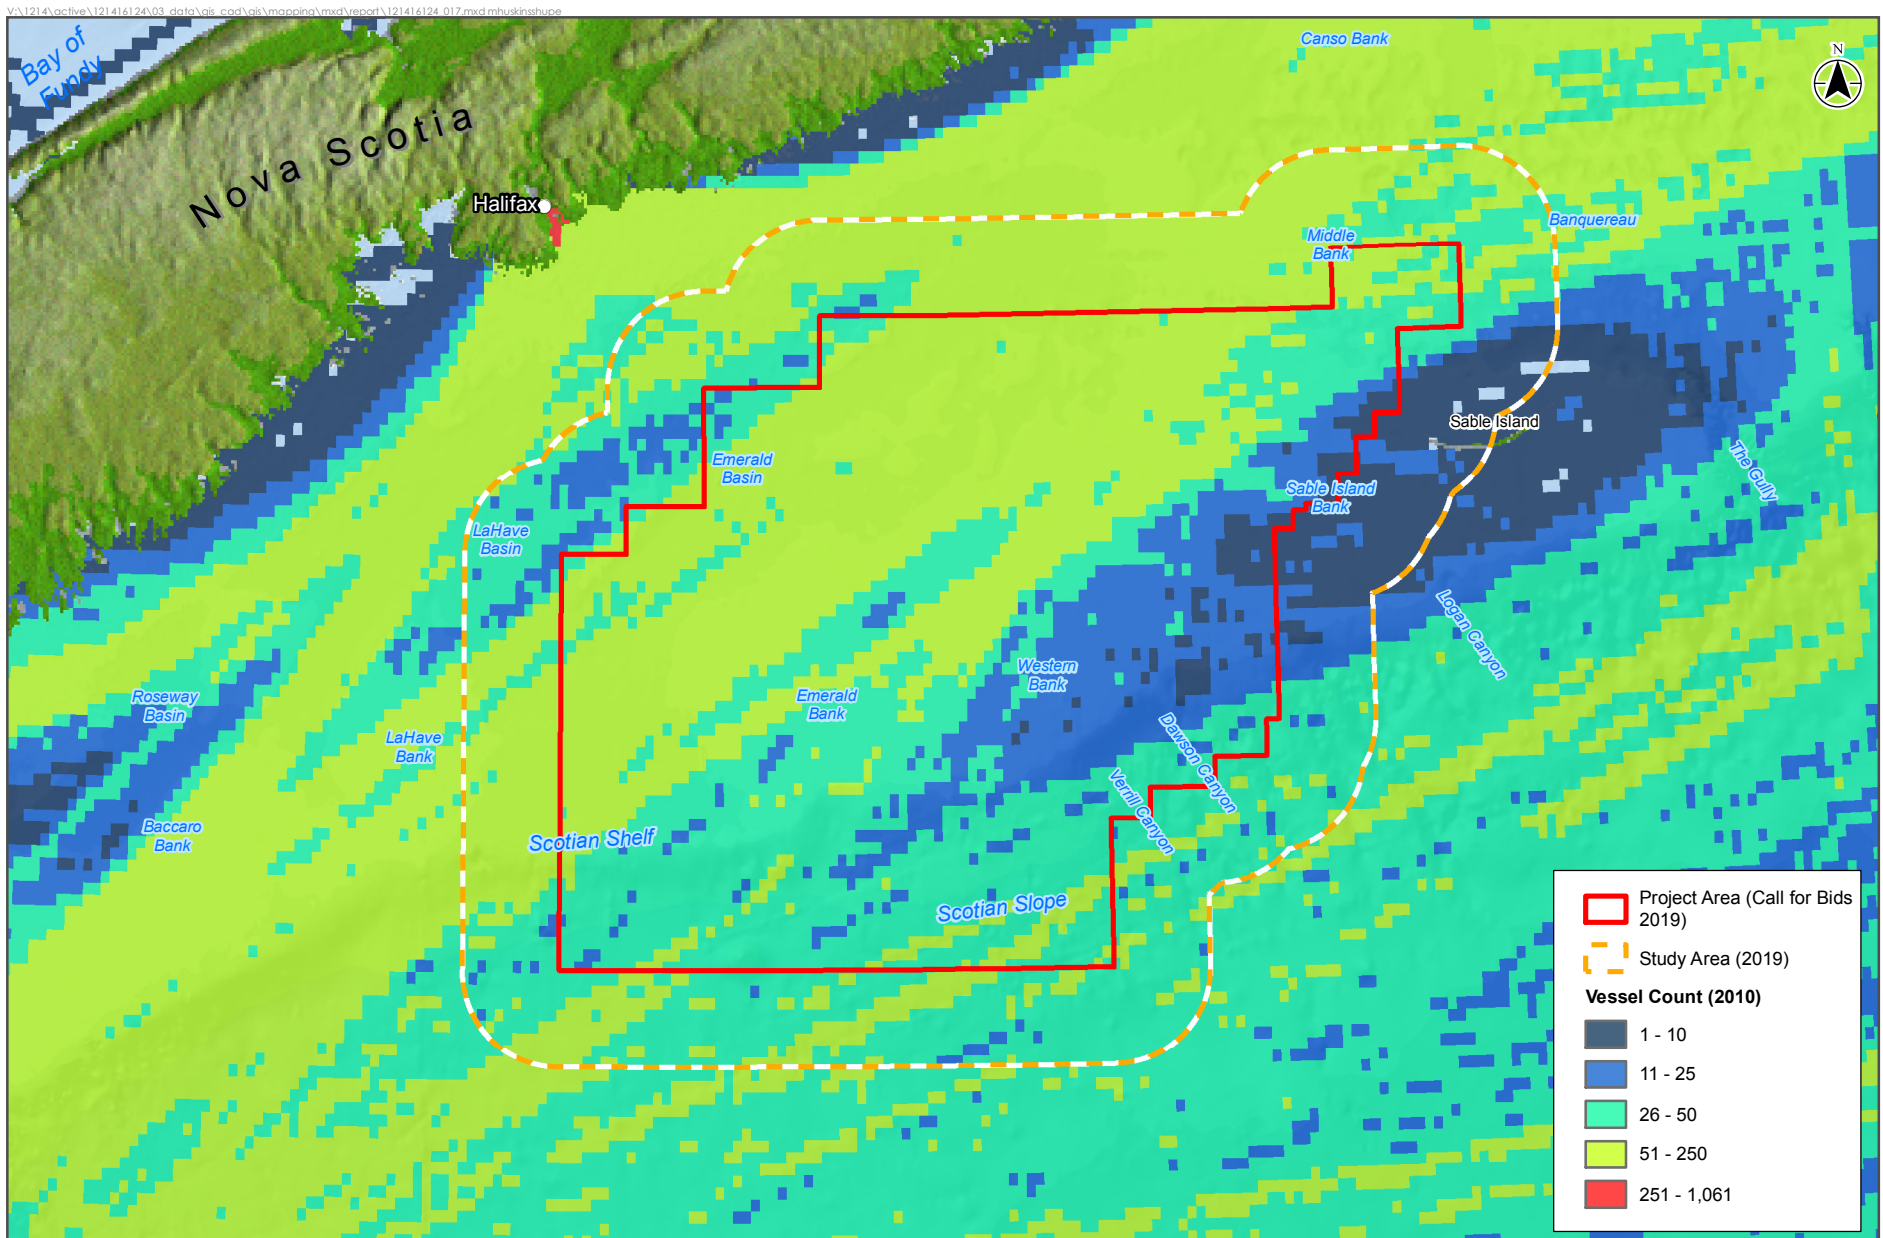 V:\1214\active\121416124\03_data\gis_cad\gis\mapping\mxd\report\121416124_017.mxd mhuskinsshupe
Bay of
Fundy
Canso Bank
N
Nova Scotia
Halifax
Middle
Bank
Banquereau
Sable Island
Emerald
Basin
The Gully
Sable Island
Bank
LaHave
Basin
Logan Canyon
Western
Bank
Roseway
Basin
Emerald
Bank
LaHave
Bank
Dawson Canyon
Verrill Canyon
Baccaro
Bank
Scotian Shelf
Scotian Slope
Project Area (Call for Bids
2019)
Study Area (2019)
Vessel Count (2010)
1 - 10
11 - 25
26 - 50
51 - 250
251 - 1,061